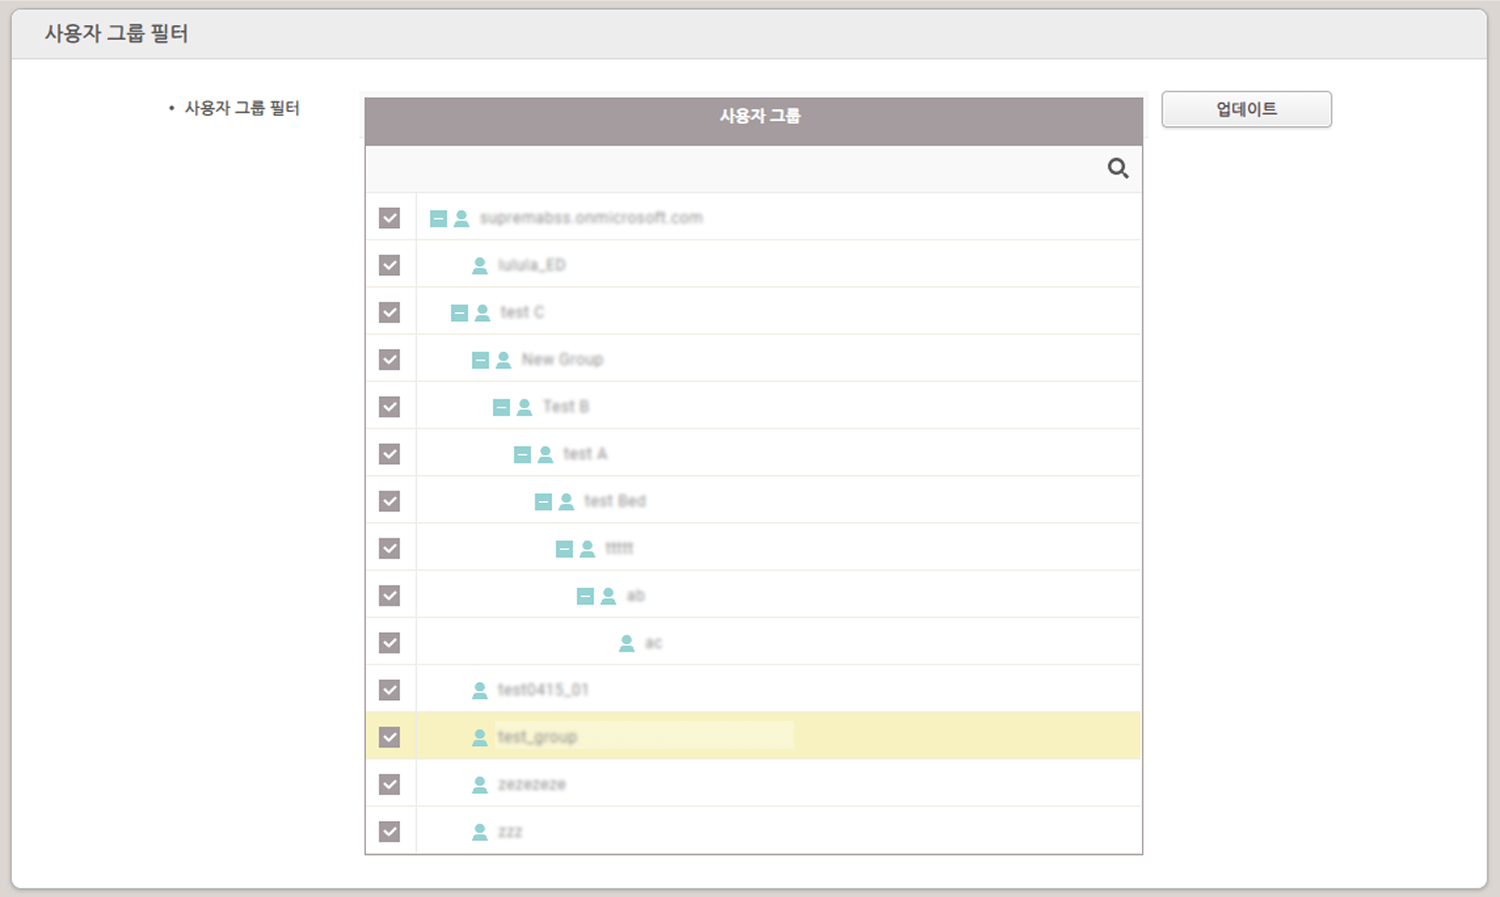 사용자 그룹 필터
• 사용자 그룹 필터
사용자 그룹
업데이트
supremabss.onmicrosoft.com
lulula_ED
test C
New Group
Test B
test A
test Bed
ttttt
ab
ac
test0415_01
test_group
zezezeze
zzz